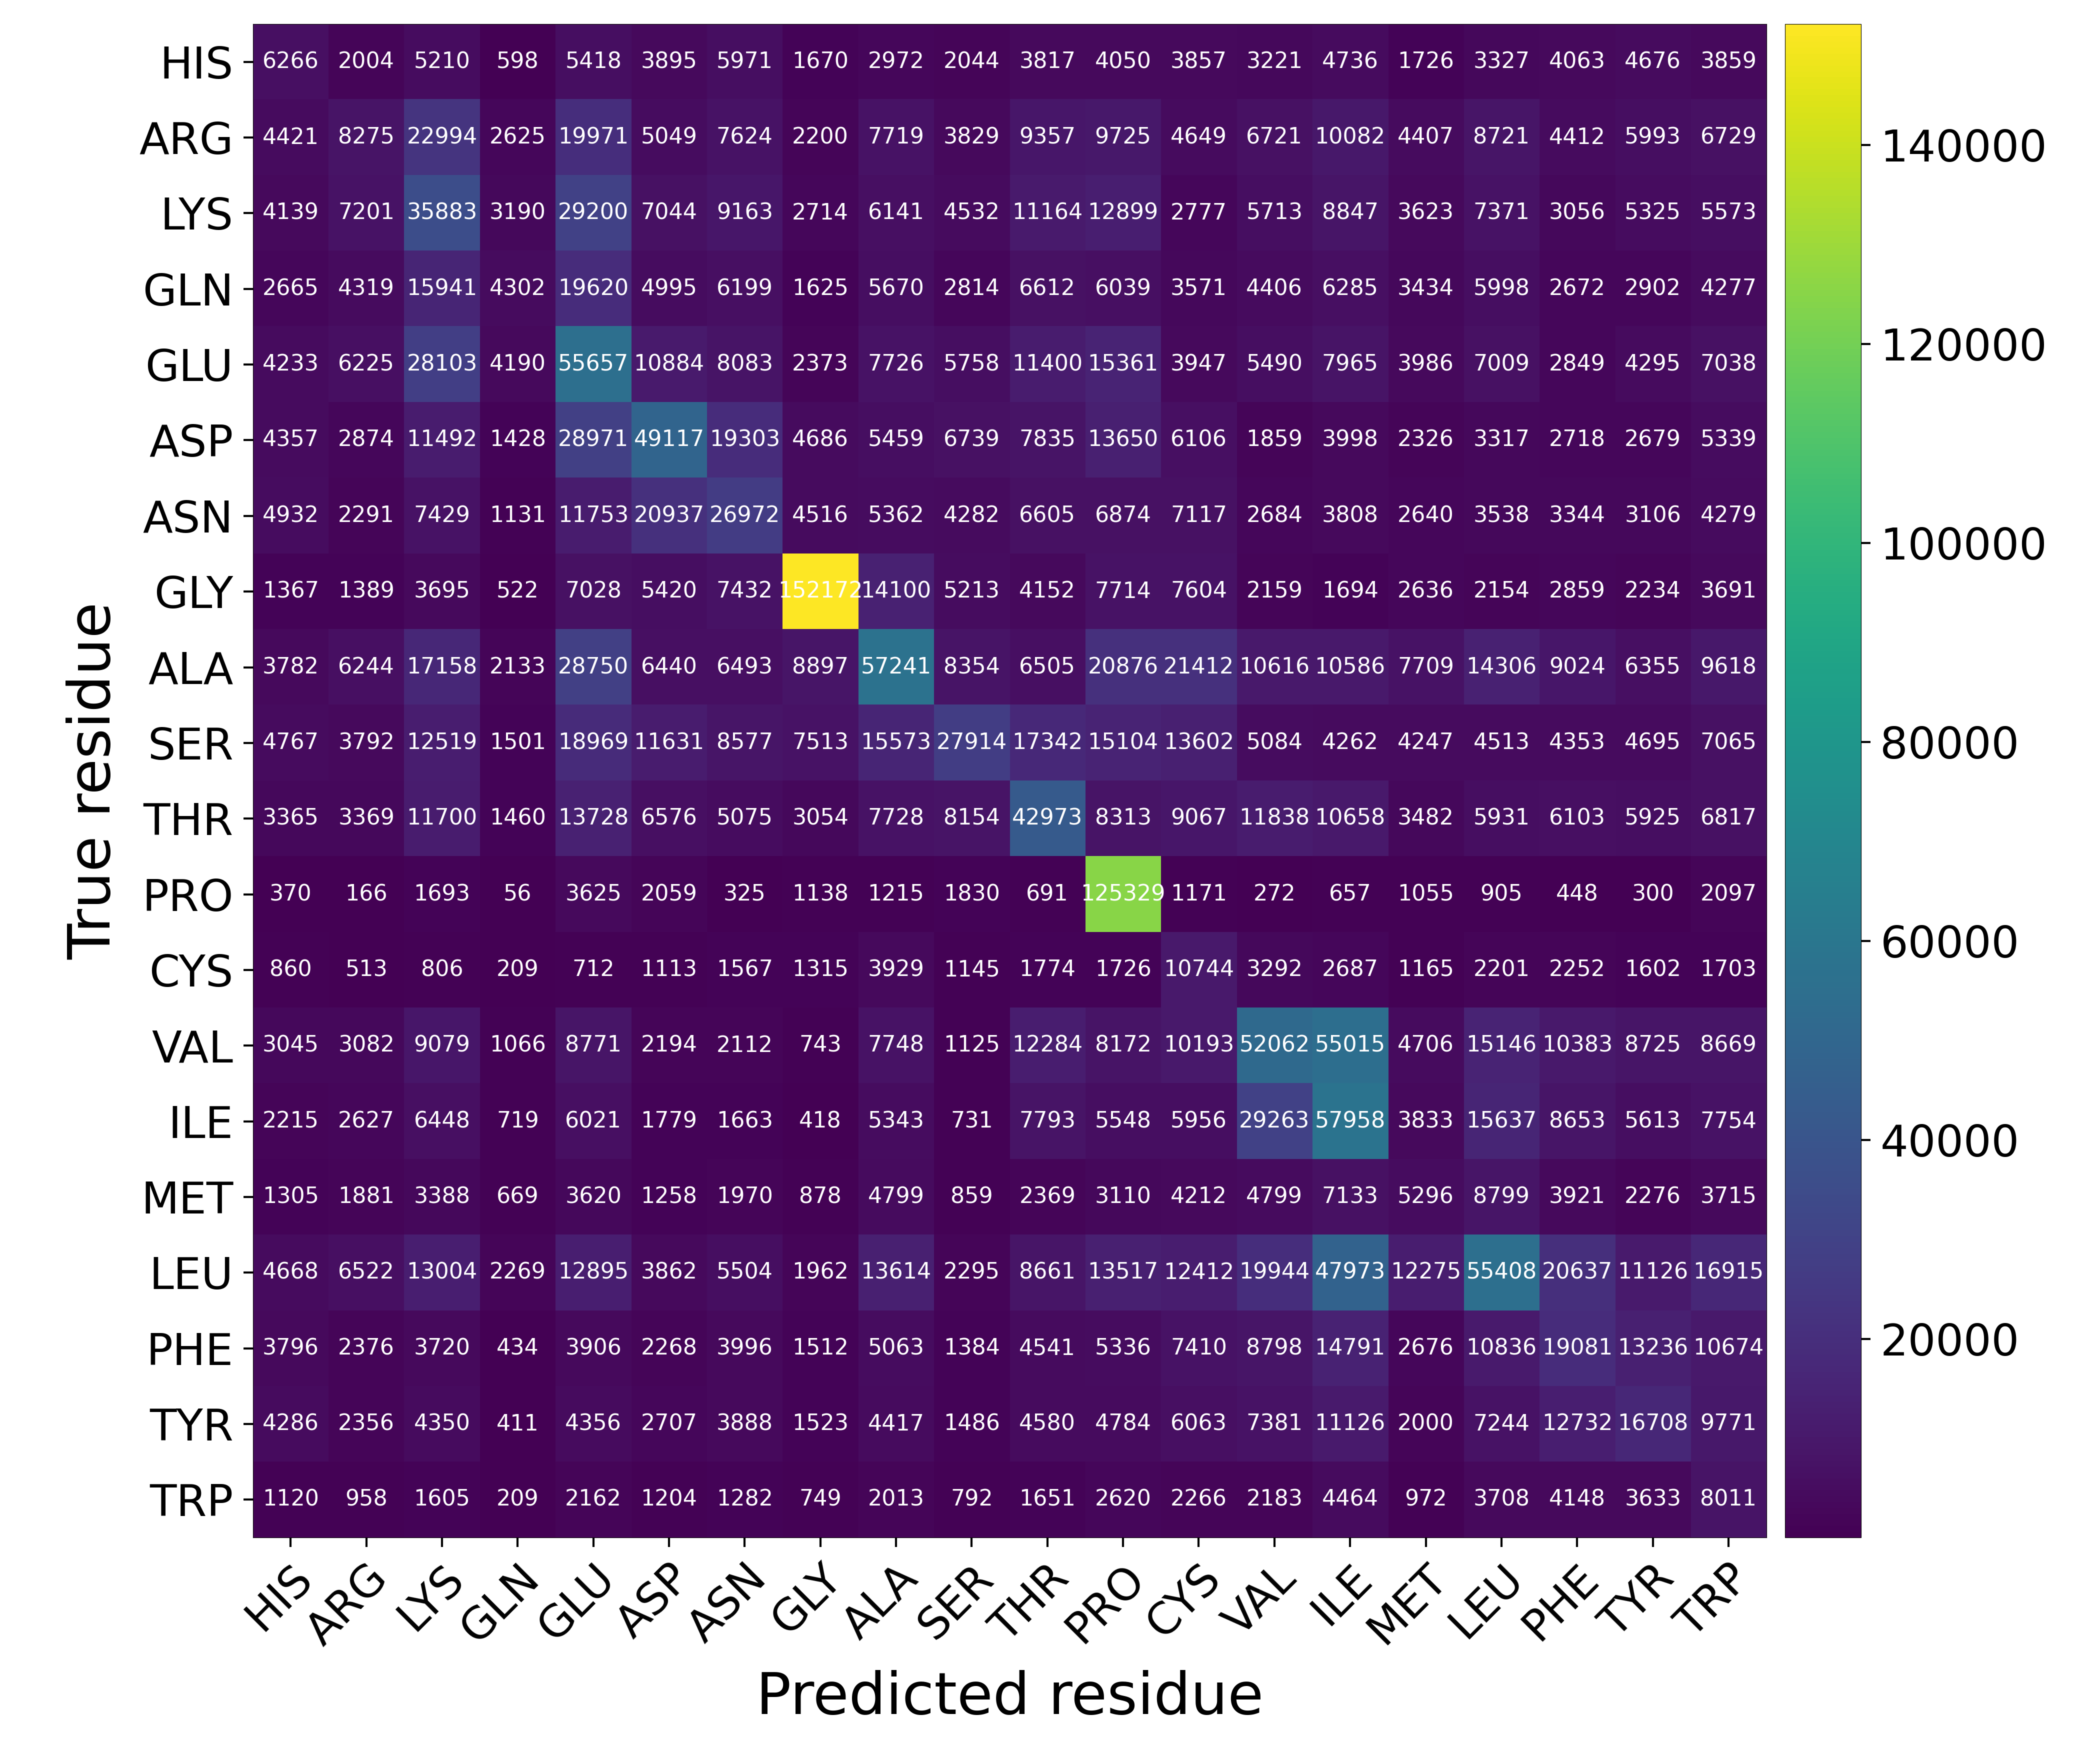 HIS 6266 2004 5210 598 5418 3895 5971 1670 2972 2044 3817 4050 3857 3221 4736 1726 3327 4063 4676 3859
ARG 4421 8275 22994 2625 19971 5049 7624 2200 7719 3829 9357 9725 4649 6721 10082 4407 8721 4412 5993 6729
LYS 4139 7201 35883 3190 29200 7044 9163 2714 6141 4532 11164 12899 2777 5713 8847 3623 7371 3056 5325 5573
GLN 2665 4319 15941 4302 19620 4995 6199 1625 5670 2814 6612 6039 3571 4406 6285 3434 5998 2672 2902 4277
GLU 4233 6225 28103 4190 55657 10884 8083 2373 7726 5758 11400 15361 3947 5490 7965 3986 7009 2849 4295 7038
ASP 4357 2874 11492 1428 28971 49117 19303 4686 5459 6739 7835 13650 6106 1859 3998 2326 3317 2718 2679 5339
ASN 4932 2291 7429 1131 11753 20937 26972 4516 5362 4282 6605 6874 7117 2684 3808 2640 3538 3344 3106 4279
GLY 1367 1389 3695 522 7028 5420 7432 152172 14100 5213 4152 7714 7604 2159 1694 2636 2154 2859 2234 3691
ALA 3782 6244 17158 2133 28750 6440 6493 8897 57241 8354 6505 20876 21412 10616 10586 7709 14306 9024 6355 9618
SER 4767 3792 12519 1501 18969 11631 8577 7513 15573 27914 17342 15104 13602 5084 4262 4247 4513 4353 4695 7065
THR 3365 3369 11700 1460 13728 6576 5075 3054 7728 8154 42973 8313 9067 11838 10658 3482 5931 6103 5925 6817
PRO 370 166 1693 56 3625 2059 325 1138 1215 1830 691 125329 1171 272 657 1055 905 448 300 2097
CYS 860 513 806 209 712 1113 1567 1315 3929 1145 1774 1726 10744 3292 2687 1165 2201 2252 1602 1703
VAL 3045 3082 9079 1066 8771 2194 2112 743 7748 1125 12284 8172 10193 52062 55015 4706 15146 10383 8725 8669
ILE 2215 2627 6448 719 6021 1779 1663 418 5343 731 7793 5548 5956 29263 57958 3833 15637 8653 5613 7754
MET 1305 1881 3388 669 3620 1258 1970 878 4799 859 2369 3110 4212 4799 7133 5296 8799 3921 2276 3715
LEU 4668 6522 13004 2269 12895 3862 5504 1962 13614 2295 8661 13517 12412 19944 47973 12275 55408 20637 11126 16915
PHE 3796 2376 3720 434 3906 2268 3996 1512 5063 1384 4541 5336 7410 8798 14791 2676 10836 19081 13236 10674
TYR 4286 2356 4350 411 4356 2707 3888 1523 4417 1486 4580 4784 6063 7381 11126 2000 7244 12732 16708 9771
TRP 1120 958 1605 209 2162 1204 1282 749 2013 792 1651 2620 2266 2183 4464 972 3708 4148 3633 8011
HIS ARG LYS GLN GLU ASP ASN GLY ALA SER THR PRO CYS VAL ILE MET LEU PHE TYR TRP
Predicted residue
True residue
140000
120000
100000
80000
60000
40000
20000